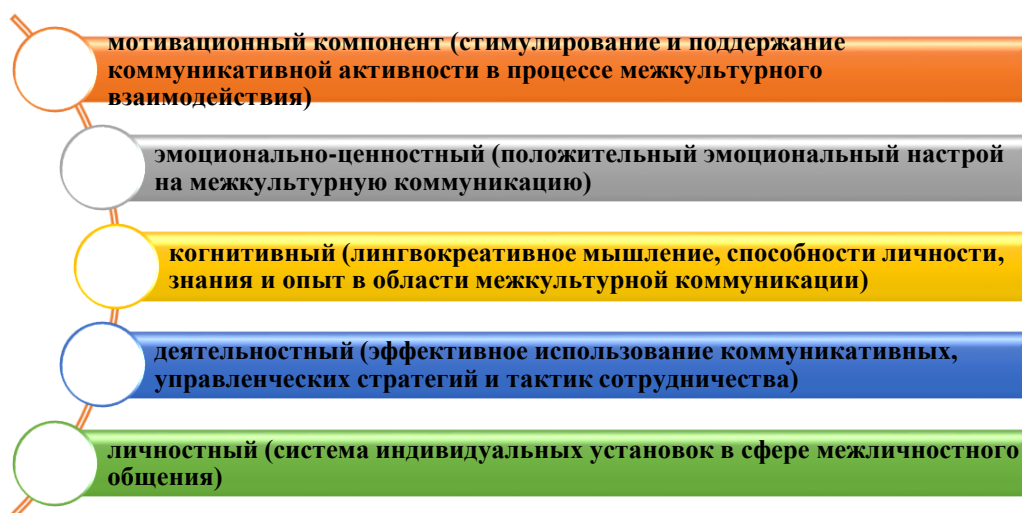 мотивационный компонент (стимулирование и поддержание
коммуникативной активности в процессе межкультурного
взаимодействия)
эмоционально-ценностный (положительный эмоциональный настрой
на межкультурную коммуникацию)
когнитивный (лингвокреативное мышление, способности личности,
знания и опыт в области межкультурной коммуникации)
деятельностный (эффективное использование коммуникативных,
управленческих стратегий и тактик сотрудничества)
личностный (система индивидуальных установок в сфере межличностного
общения)